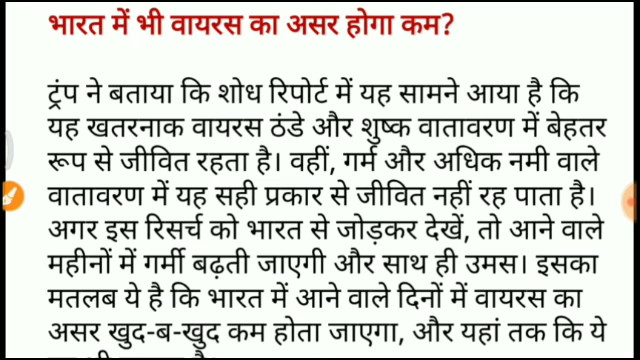 भारत में भी वायरस का असर होगा कम?
ट्रंप ने बताया कि शोध रिपोर्ट में यह सामने आया है कि
यह खतरनाक वायरस ठंडे और शुष्क वातावरण में बेहतर
रूप से जीवित रहता है। वहीं, गर्म और अधिक नमी वाले
वातावरण में यह सही प्रकार से जीवित नहीं रह पाता है।
अगर इस रिसर्च को भारत से जोड़कर देखें, तो आने वाले
महीनों में गर्मी बढ़ती जाएगी और साथ ही उमस। इसका
मतलब ये है कि भारत में आने वाले दिनों में वायरस का
असर खुद-ब-खुद कम होता जाएगा, और यहां तक कि ये